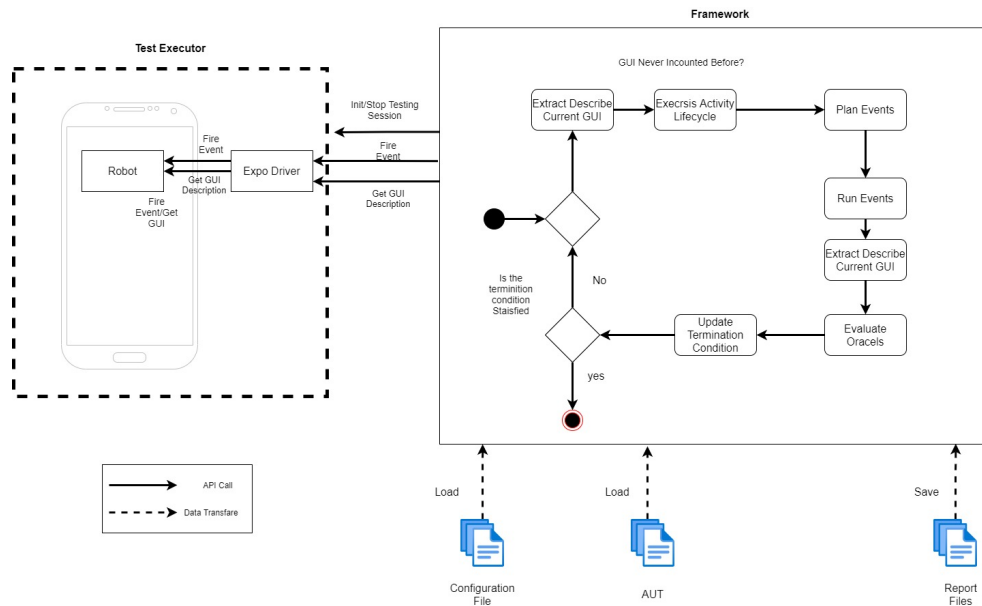 Framework
Test Executor
GUI Never Incounted Before?
Init/Stop Testing
Session
Extract Describe
Current GUI
Execrsis Activity
Lifecycle
Plan Events
Fire
Event
Fire
Event
Robot
Expo Driver
Get GUI
Description
Get GUI
Description
Fire
Event/Get
GUI
Run Events
Extract Describe
Current GUI
Is the
terminition
condition
Staisfied
No
Update
Termination
Condition
Evaluate
Oracels
yes
API Call
Data Transfare
Load
Load
Save
Configuration
File
AUT
Report
Files